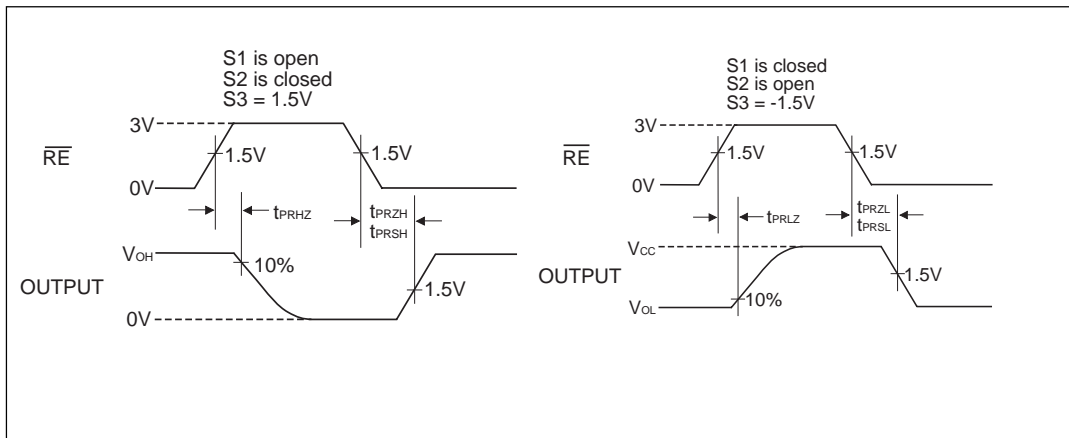 S1 is open
S2 is closed
S3 = 1.5V
3V
RE
1.5V
1.5V
0V
tPRHZ
tPRZH
tPRSH
VOH
10%
OUTPUT
1.5V
0V
S1 is closed
S2 is open
S3 = -1.5V
3V
RE
1.5V
1.5V
0V
tPRLZ
tPRZL
tPRSL
VCC
OUTPUT
1.5V
10%
VOL